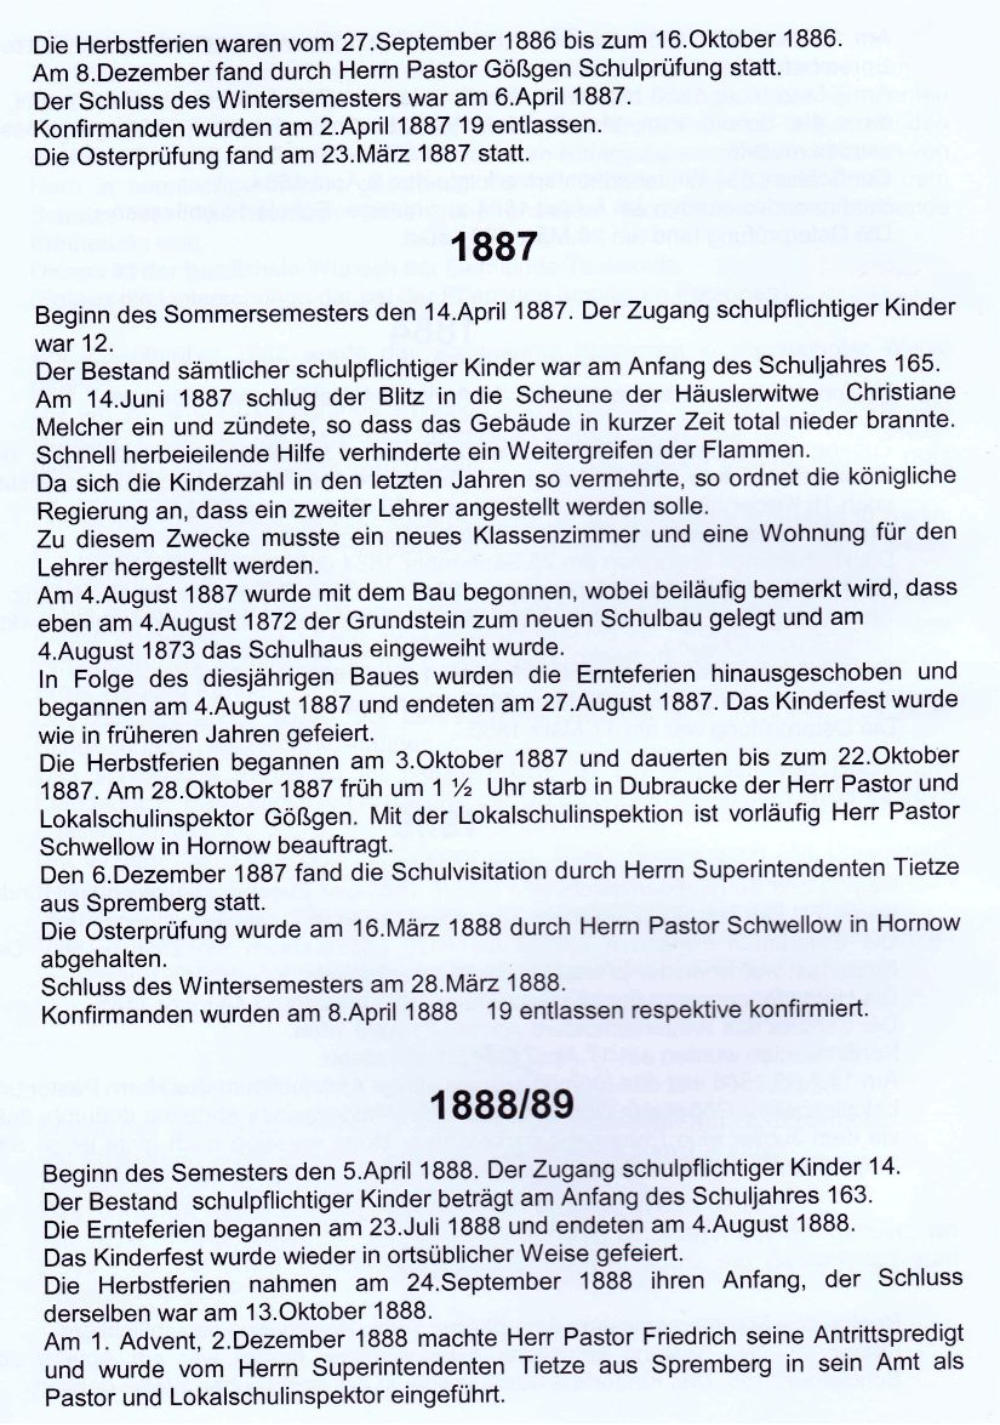 Die Herbstferien waren vom 27.September 1886 bis zum 16.Oktober 1886.
Am 8.Dezember fand durch Herrn Pastor Gößgen Schulprüfung statt.
Der Schluss des Wintersemesters war am 6.April 1887.
Konfirmanden wurden am 2.April 1887 19 entlassen.
Die Osterprüfung fand am 23.März 1887 statt.
1887
Beginn des Sommersemesters den 14.April 1887. Der Zugang schulpflichtiger Kinder
war 12.
Der Bestand sämtlicher schulpflichtiger Kinder war am Anfang des Schuljahres 165.
Am 14.Juni 1887 schlug der Blitz in die Scheune der Häuslerwitwe Christiane
Melcher ein und zündete, so dass das Gebäude in kurzer Zeit total nieder brannte.
Schnell herbeieilende Hilfe verhinderte ein Weitergreifen der Flammen.
Da sich die Kinderzahl in den letzten Jahren so vermehrte, so ordnet die königliche
Regierung an, dass ein zweiter Lehrer angestellt werden solle.
Zu diesem Zwecke musste ein neues Klassenzimmer und eine Wohnung für den
Lehrer hergestellt werden.
Am 4.August 1887 wurde mit dem Bau begonnen, wobei beiläufig bemerkt wird, dass
eben am 4.August 1872 der Grundstein zum neuen Schulbau gelegt und am
4.August 1873 das Schulhaus eingeweiht wurde.
In Folge des diesjährigen Baues wurden die Ernteferien hinausgeschoben und
begannen am 4.August 1887 und endeten am 27.August 1887. Das Kinderfest wurde
wie in früheren Jahren gefeiert.
Die Herbstferien begannen am 3.Oktober 1887 und dauerten bis zum 22.Oktober
1887. Am 28.Oktober 1887 früh um 1 ½ Uhr starb in Dubraucke der Herr Pastor und
Lokalschulinspektor Gößgen. Mit der Lokalschulinspektion ist vorläufig Herr Pastor
Schwellow in Hornow beauftragt.
Den 6.Dezember 1887 fand die Schulvisitation durch Herrn Superintendenten Tietze
aus Spremberg statt.
Die Osterprüfung wurde am 16.März 1888 durch Herrn Pastor Schwellow in Hornow
abgehalten.
Schluss des Wintersemesters am 28.März 1888.
Konfirmanden wurden am 8.April 1888 19 entlassen respektive konfirmiert.
1888/89
Beginn des Semesters den 5.April 1888. Der Zugang schulpflichtiger Kinder 14.
Der Bestand schulpflichtiger Kinder beträgt am Anfang des Schuljahres 163.
Die Ernteferien begannen am 23.Juli 1888 und endeten am 4.August 1888.
Das Kinderfest wurde wieder in ortsüblicher Weise gefeiert.
Die Herbstferien nahmen am 24.September 1888 ihren Anfang, der Schluss
derselben war am 13.Oktober 1888.
Am 1. Advent, 2.Dezember 1888 machte Herr Pastor Friedrich seine Antrittspredigt
und wurde vom Herrn Superintendenten Tietze aus Spremberg in sein Amt als
Pastor und Lokalschulinspektor eingeführt.